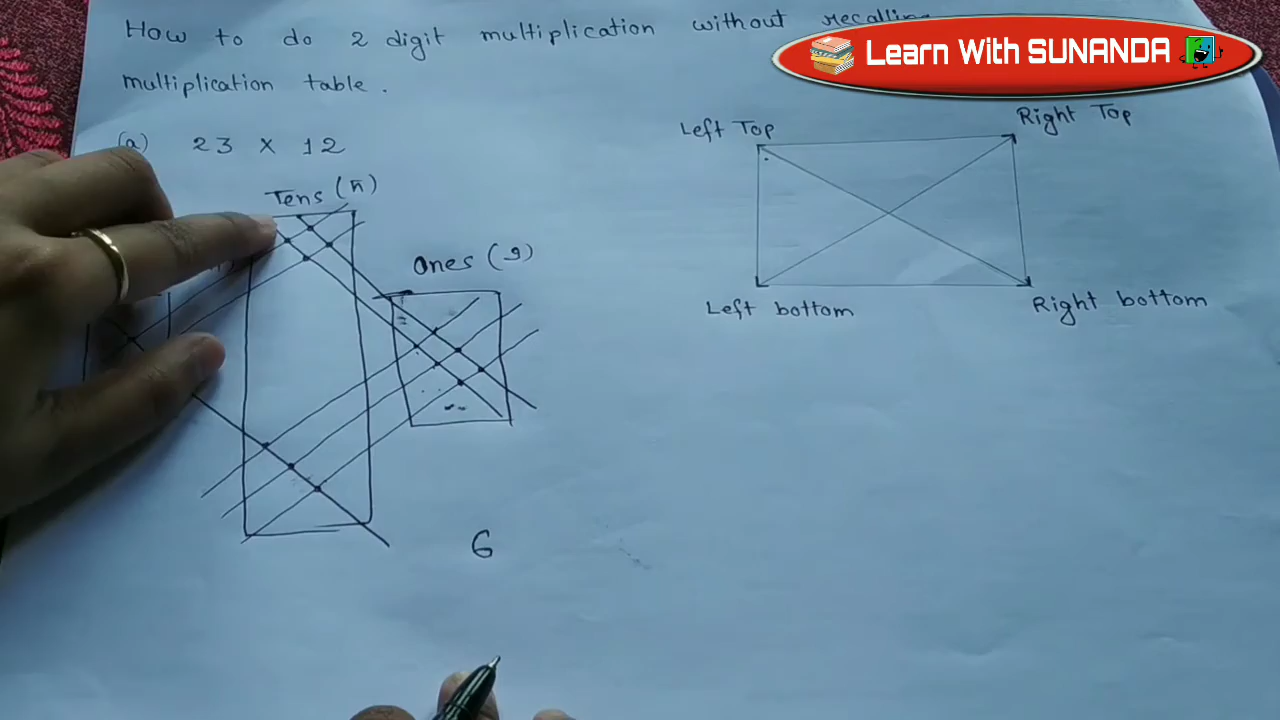 How to do 2 digit multiplication without
Learn With SUNANDA
multiplication table.
(a) 23 x 12
Left Top
Right Top
Tens (ਜ)
Ones (9)
Left bottom
Right bottom
6